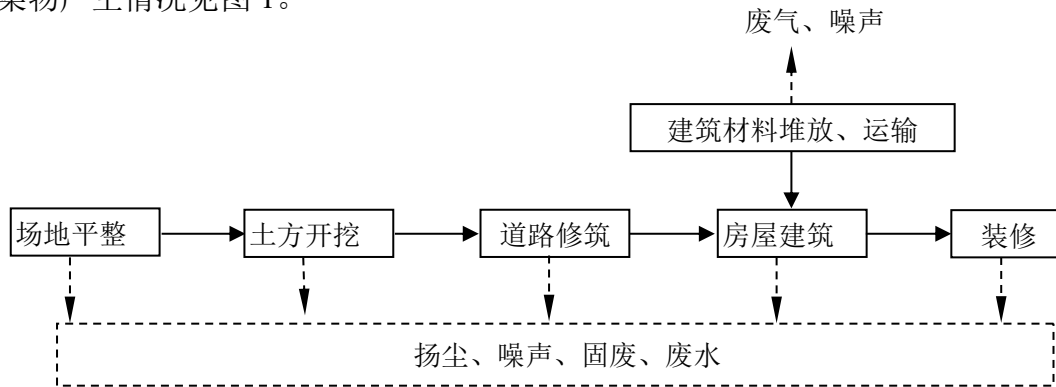 染物产生情况见图 1。
废气、噪声
建筑材料堆放、运输
场地平整
土方开挖
道路修筑
房屋建筑
装修
扬尘、噪声、固废、废水